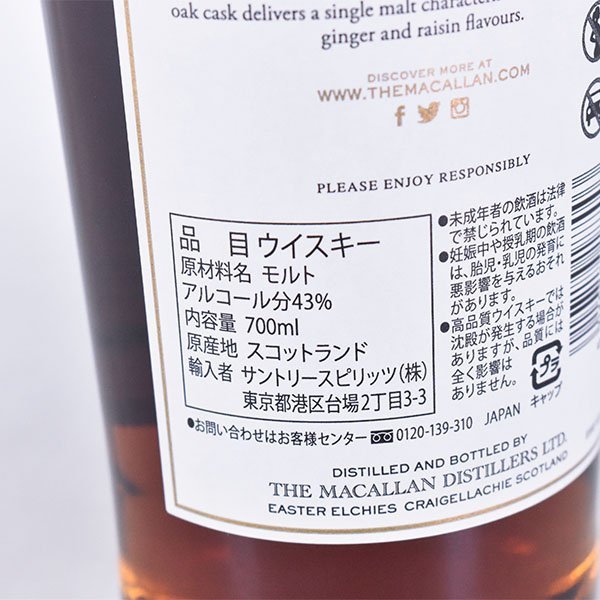 oak cask delivers a single malt character
ginger and raisin flavours.
DISCOVER MORE AT
WWW.THEMACALLAN.COM
PLEASE ENJOY RESPONSIBLY
品 目 ウイスキー
原材料名 モルト
アルコール分43%
内容量 700ml
原産地 スコットランド
輸入者 サントリースピリッツ(株)
東京都港区台場2丁目3-3
●未成年者の飲酒は法律
で禁じられています。
●妊娠中や授乳期の飲酒
は、胎児・乳児の発育に
悪影響を与えるおそれ
があります。
●高品質ウイスキーでは
沈殿が発生する場合が
ありますが、品質には
全く影響は
ありません。
プラ
●お問い合わせはお客様センター 0120-139-310 JAPAN キャップ
DISTILLED AND BOTTLED BY
THE MACALLAN DISTILLERS LTD.
EASTER ELCHIES CRAIGELLACHIE SCOTLAND